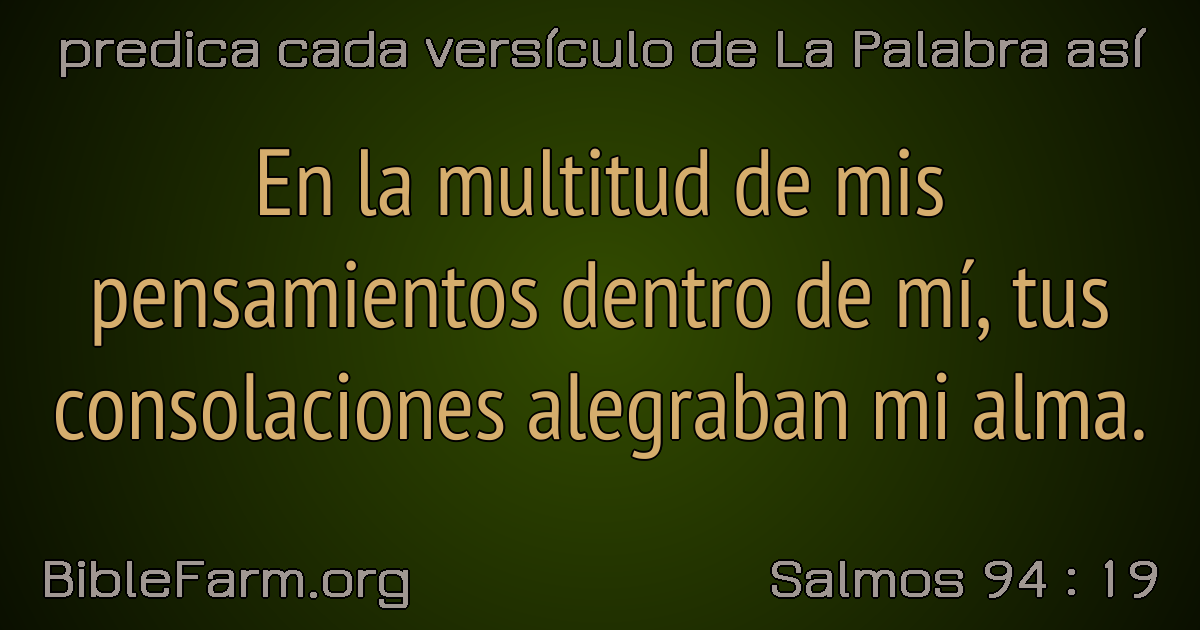 predica cada versículo de La Palabra así
En la multitud de mis
pensamientos dentro de mí, tus
consolaciones alegraban mi alma.
BibleFarm.org
Salmos 94 : 19